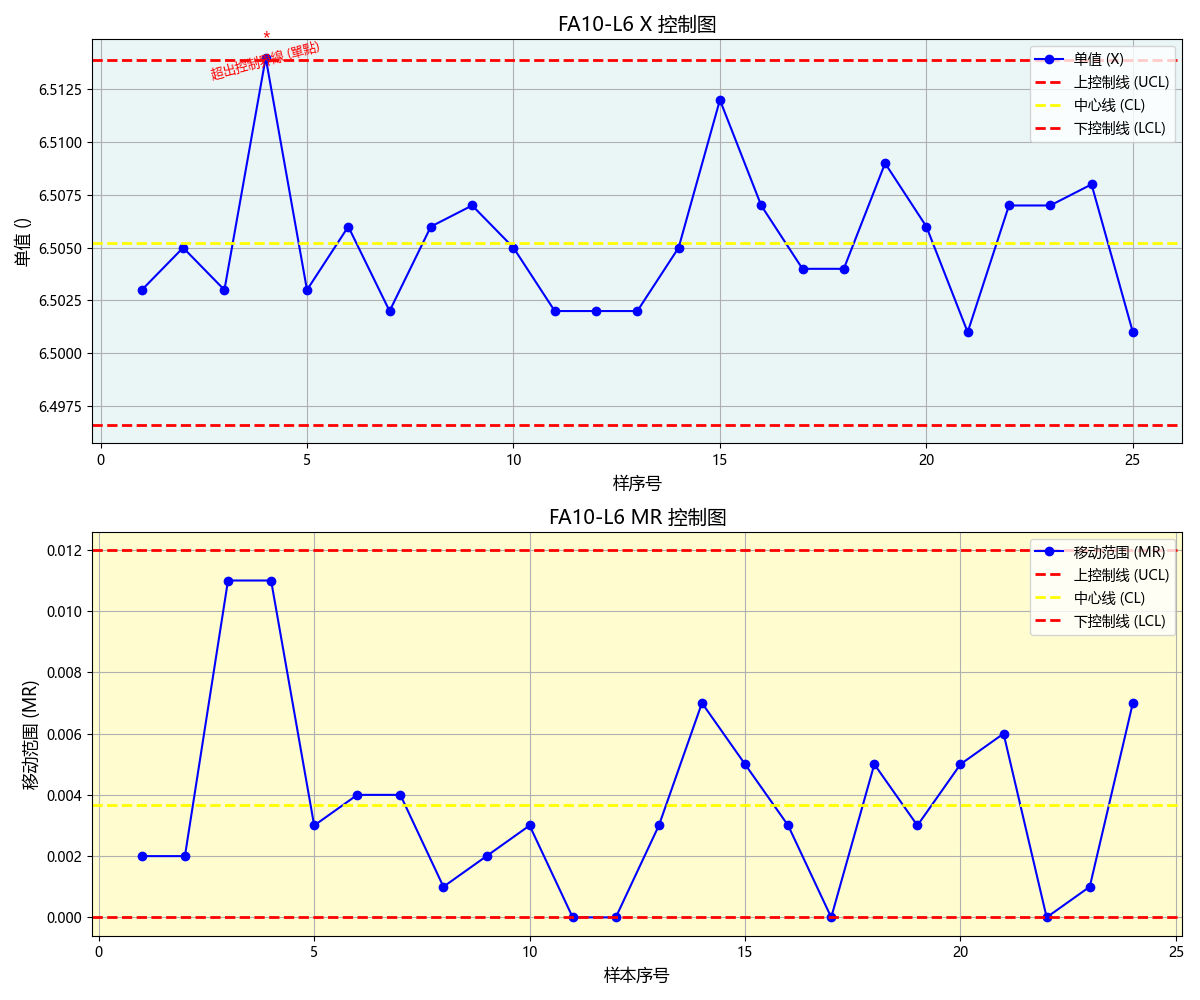 FA10-L6 X 控制图
*
超出控制界線 (單點)
单值 (X)
上控制线 (UCL)
中心线 (CL)
下控制线 (LCL)
单值 ()
6.5125
6.5100
6.5075
6.5050
6.5025
6.5000
6.4975
0 5 10 15 20 25
样序号
FA10-L6 MR 控制图
移动范围 (MR)
上控制线 (UCL)
中心线 (CL)
下控制线 (LCL)
移动范围 (MR)
0.012
0.010
0.008
0.006
0.004
0.002
0.000
0 5 10 15 20 25
样本序号